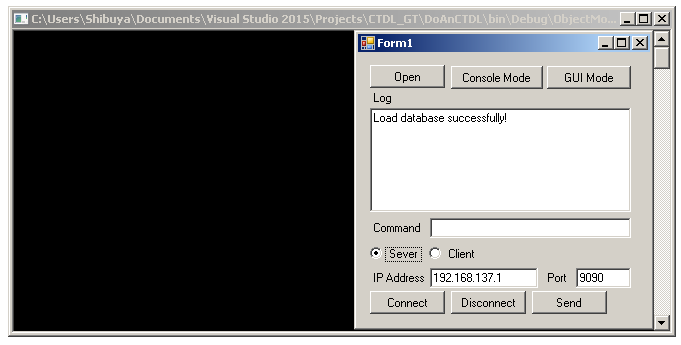 C:\Users\Shibuya\Documents\Visual Studio 2015\Projects\CTDL_GT\DoAnCTDL\bin\Debug\ObjectMo...
Form1
Open Console Mode GUI Mode
Log
Load database successfully!
Command
Sever Client
IP Address 192.168.137.1 Port 9090
Connect Disconnect Send